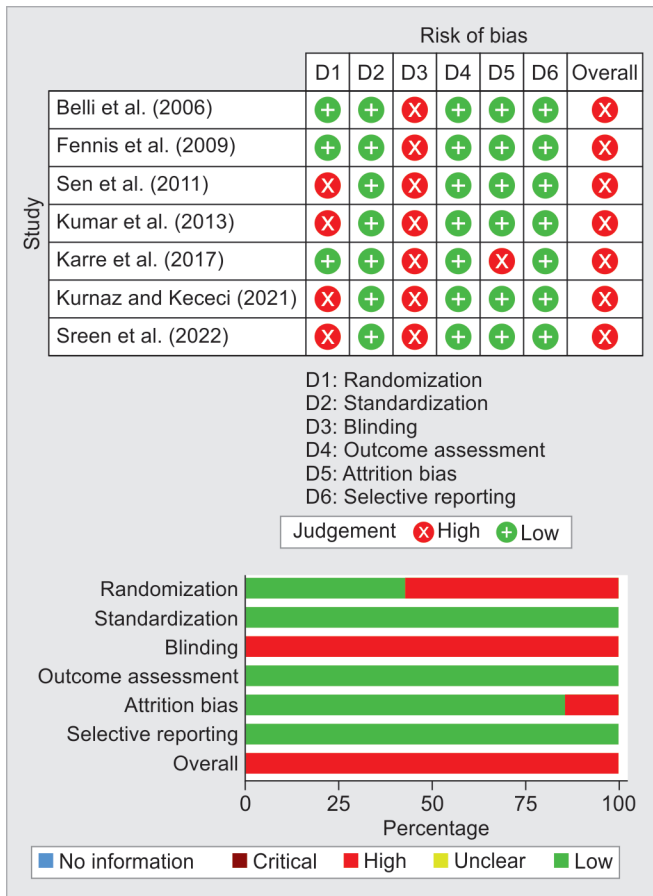 Risk of bias
D1 D2 D3 D4 D5 D6 Overall
Study
Belli et al. (2006) + + X + + + X
Fennis et al. (2009) + + X + + + X
Sen et al. (2011) X + X + + + X
Kumar et al. (2013) X + X + + + X
Karre et al. (2017) + + X + X + X
Kurnaz and Kececi (2021) X + X + + + X
Sreen et al. (2022) X + X + + + X
D1: Randomization
D2: Standardization
D3: Blinding
D4: Outcome assessment
D5: Attrition bias
D6: Selective reporting
Judgement X High + Low
Randomization
Standardization
Blinding
Outcome assessment
Attrition bias
Selective reporting
Overall
0 25 50 75 100
Percentage
No information Critical High Unclear Low